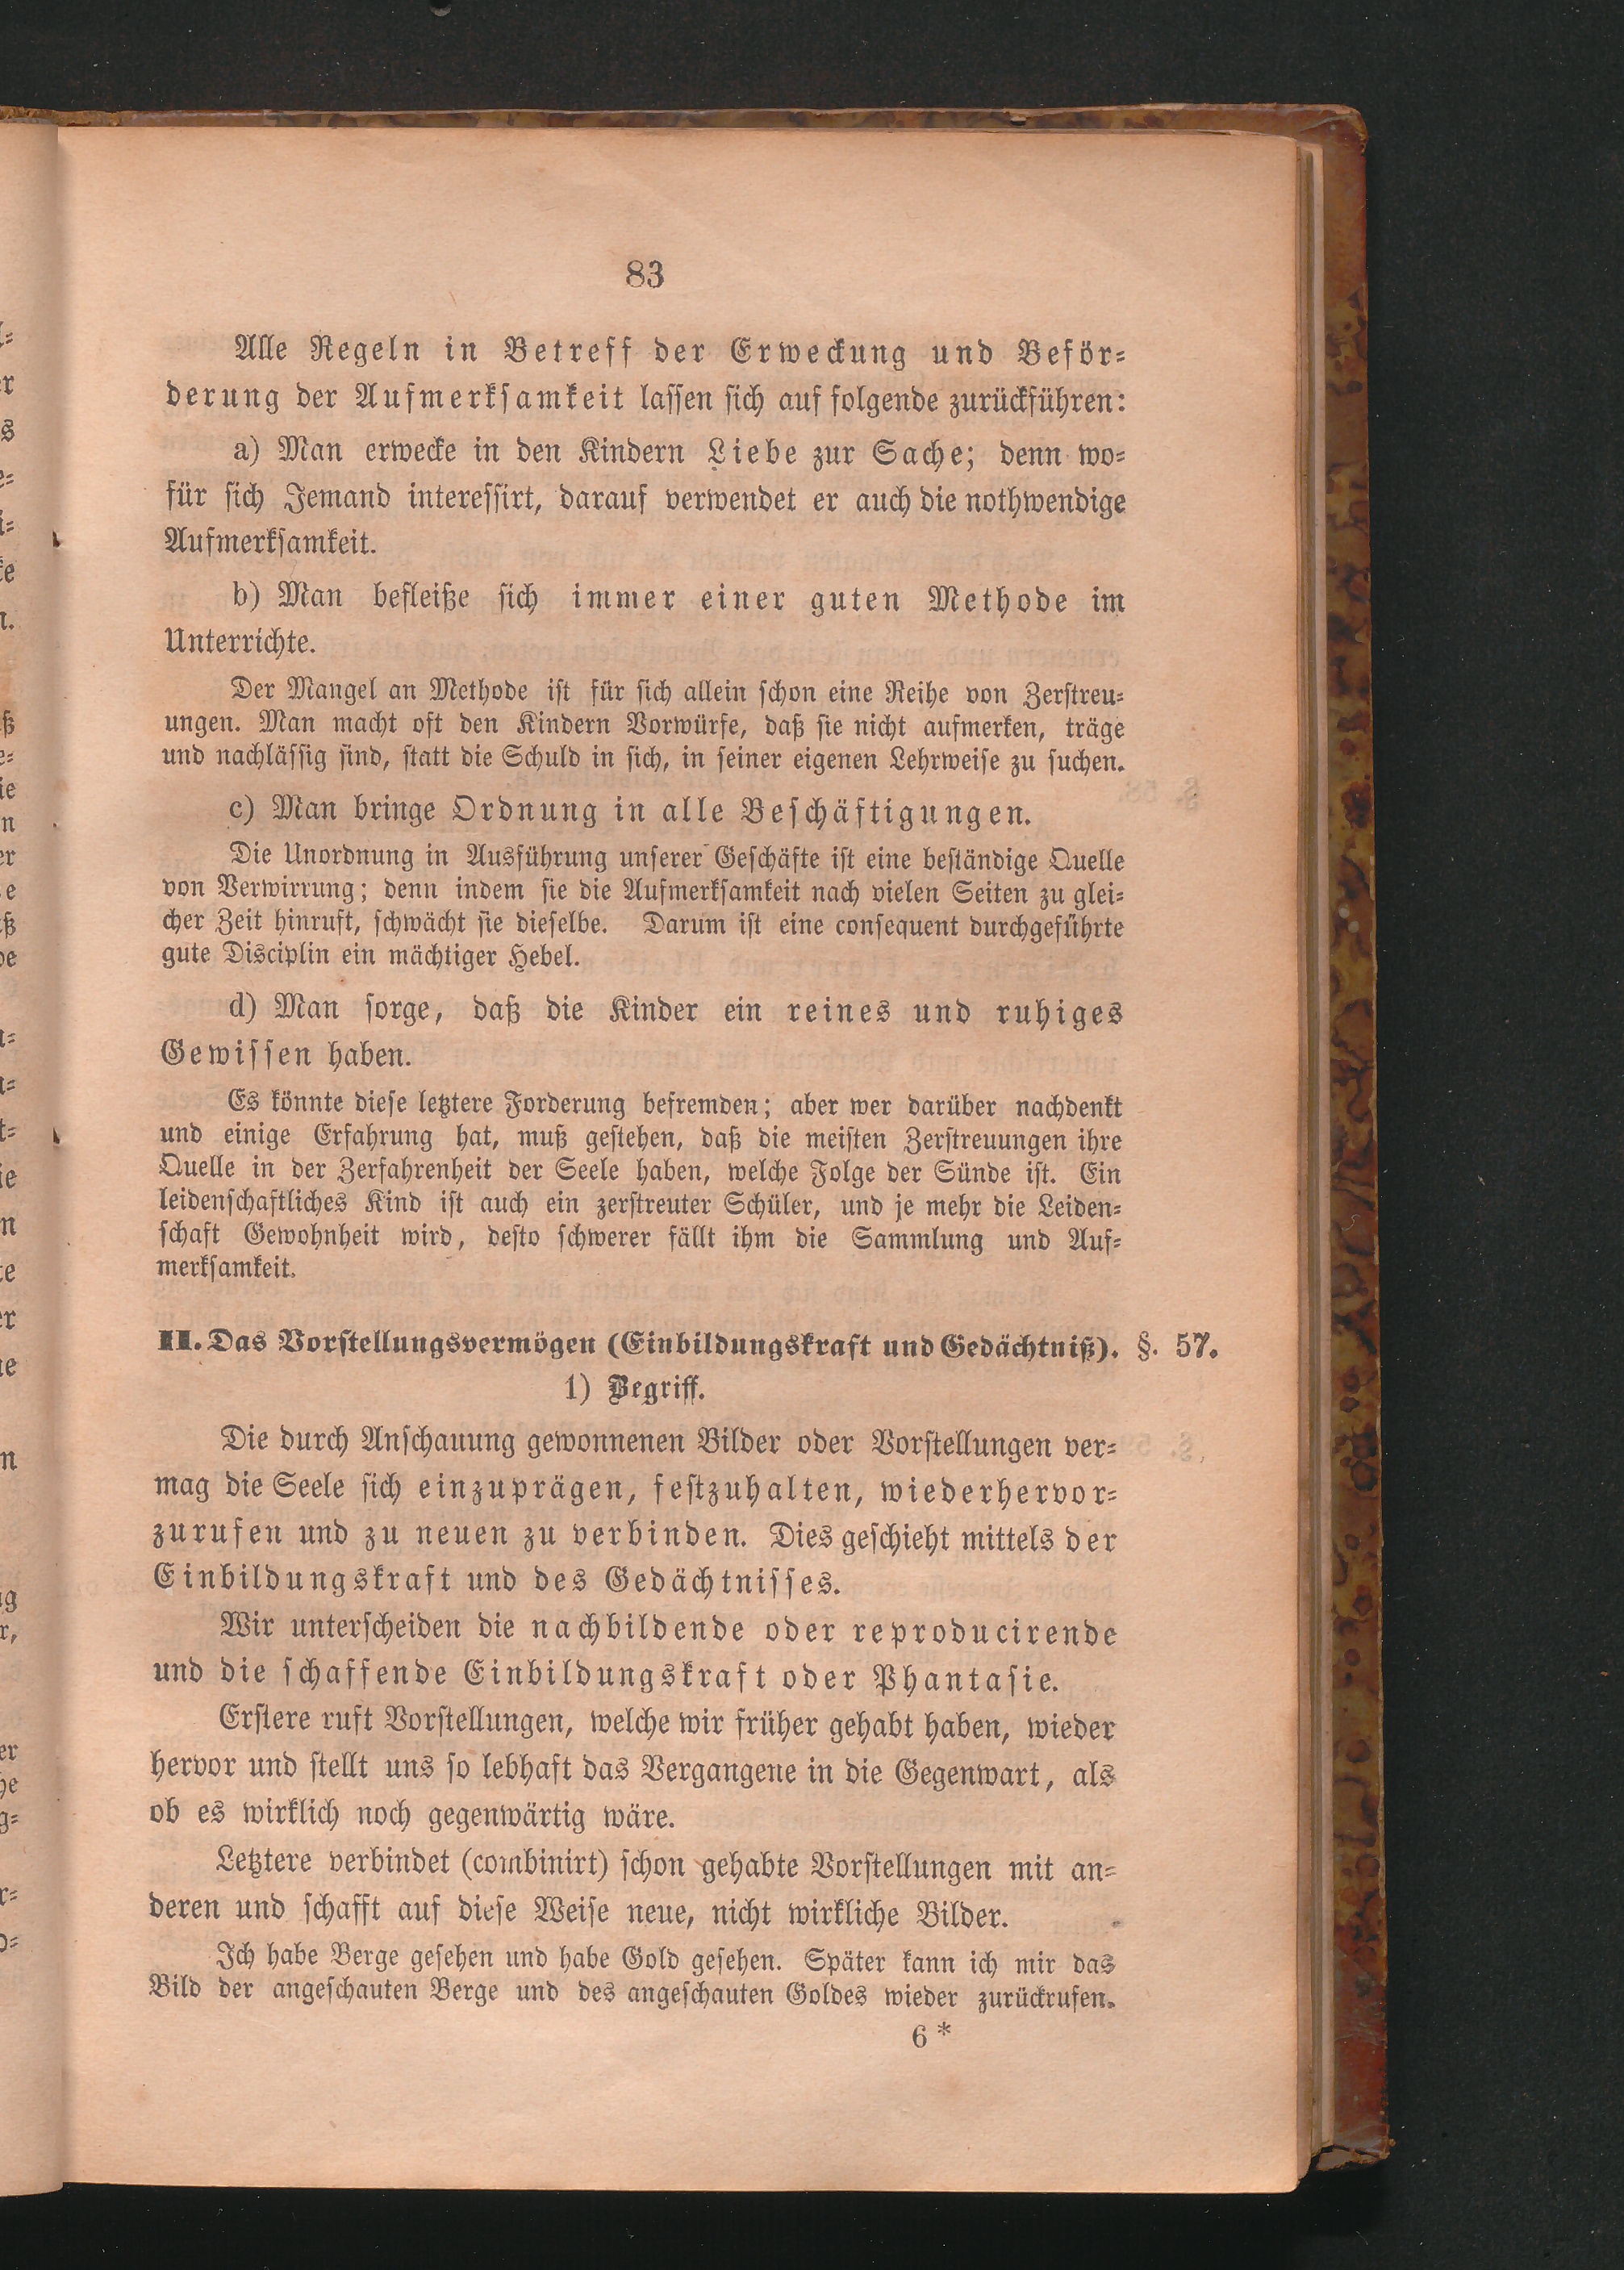 83
Alle Regeln in Betreff der Erweckung und Beför-
derung der Aufmerksamkeit lassen sich auf folgende zurückführen:
a) Man erwecke in den Kindern Liebe zur Sache; denn wo-
für sich Jemand interessirt, darauf verwendet er auch die nothwendige
Aufmerksamkeit.
b) Man befleiße sich immer einer guten Methode im
Unterrichte.
Der Mangel an Methode ist für sich allein schon eine Reihe von Zerstreu-
ungen. Man macht oft den Kindern Vorwürfe, daß sie nicht aufmerken, träge
und nachlässig sind, statt die Schuld in sich, in seiner eigenen Lehrweise zu suchen.
c) Man bringe Ordnung in alle Beschäftigungen.
Die Unordnung in Ausführung unserer Geschäfte ist eine beständige Quelle
von Verwirrung; denn indem sie die Aufmerksamkeit nach vielen Seiten zu glei-
cher Zeit hinruft, schwächt sie dieselbe. Darum ist eine consequent durchgeführte
gute Disciplin ein mächtiger Hebel.
d) Man sorge, daß die Kinder ein reines und ruhiges
Gewissen haben.
Es könnte diese letztere Forderung befremden; aber wer darüber nachdenkt
und einige Erfahrung hat, muß gestehen, daß die meisten Zerstreuungen ihre
Quelle in der Zerfahrenheit der Seele haben, welche Folge der Sünde ist. Ein
leidenschaftliches Kind ist auch ein zerstreuter Schüler, und je mehr die Leiden-
schaft Gewohnheit wird, desto schwerer fällt ihm die Sammlung und Auf-
merksamkeit.
II. Das Vorstellungsvermögen (Einbildungskraft und Gedächtniß). §. 57.
1) Begriff.
Die durch Anschauung gewonnenen Bilder oder Vorstellungen ver-
mag die Seele sich einzuprägen, festzuhalten, wiederhervor-
zurufen und zu neuen zu verbinden. Dies geschieht mittels der
Einbildungskraft und des Gedächtnisses.
Wir unterscheiden die nachbildende oder reproducirende
und die schaffende Einbildungskraft oder Phantasie.
Erstere ruft Vorstellungen, welche wir früher gehabt haben, wieder
hervor und stellt uns so lebhaft das Vergangene in die Gegenwart, als
ob es wirklich noch gegenwärtig wäre.
Letztere verbindet (combinirt) schon gehabte Vorstellungen mit an-
deren und schafft auf diese Weise neue, nicht wirkliche Bilder.
Ich habe Berge gesehen und habe Gold gesehen. Später kann ich mir das
Bild der angeschauten Berge und des angeschauten Goldes wieder zurückrufen.
6*